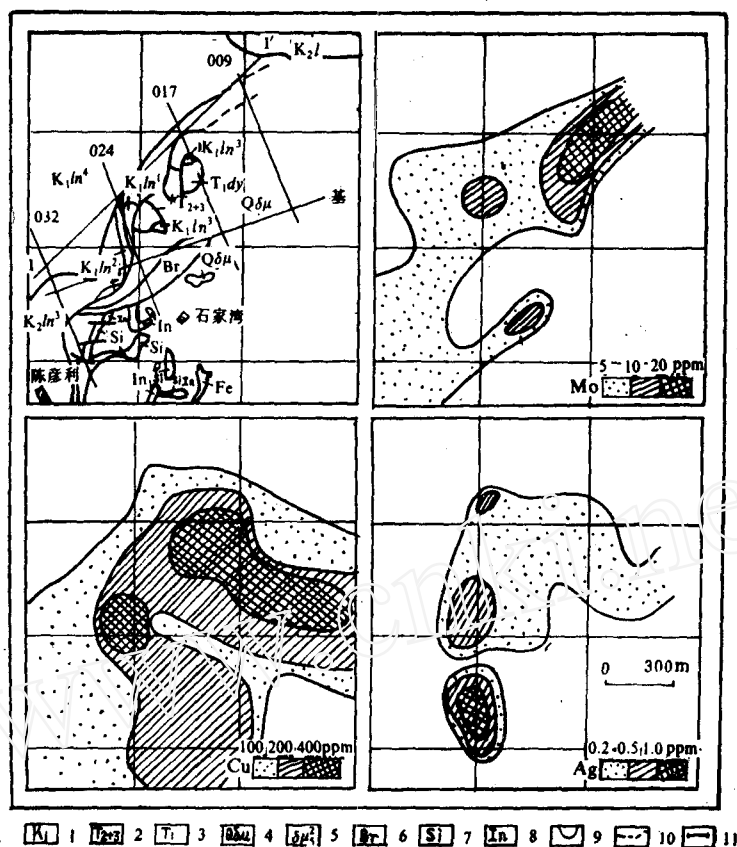 I'
K₂l
009
017
K₁ln³
024
K₁ln⁴
K₁ln¹
T₁dy
T₂₊₃
Qδμ
基
032
K₁ln³
I
K₁ln²
Br
Qδμ
K₂ln³
In
石家湾
Si
Si
陈彦利
In
Fe
5-10-20 ppm
Mo
0 300m
100 200 400ppm
Cu
0.2-0.5 1.0 ppm
Ag
K₁ 1 T₂₊₃ 2 T₁ 3 Qδμ 4 5 Br 6 Si 7 In 8 9 10 11